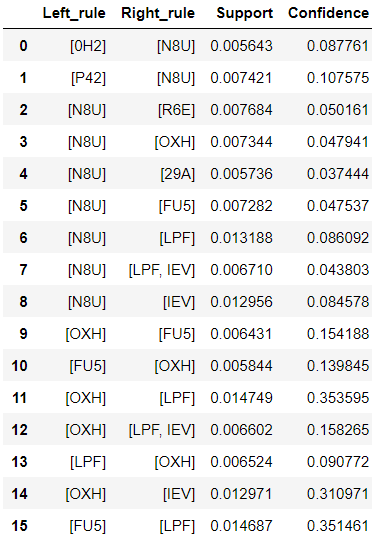 Left_rule Right_rule Support Confidence
0 [0H2] [N8U] 0.005643 0.087761
1 [P42] [N8U] 0.007421 0.107575
2 [N8U] [R6E] 0.007684 0.050161
3 [N8U] [OXH] 0.007344 0.047941
4 [N8U] [29A] 0.005736 0.037444
5 [N8U] [FU5] 0.007282 0.047537
6 [N8U] [LPF] 0.013188 0.086092
7 [N8U] [LPF, IEV] 0.006710 0.043803
8 [N8U] [IEV] 0.012956 0.084578
9 [OXH] [FU5] 0.006431 0.154188
10 [FU5] [OXH] 0.005844 0.139845
11 [OXH] [LPF] 0.014749 0.353595
12 [OXH] [LPF, IEV] 0.006602 0.158265
13 [LPF] [OXH] 0.006524 0.090772
14 [OXH] [IEV] 0.012971 0.310971
15 [FU5] [LPF] 0.014687 0.351461